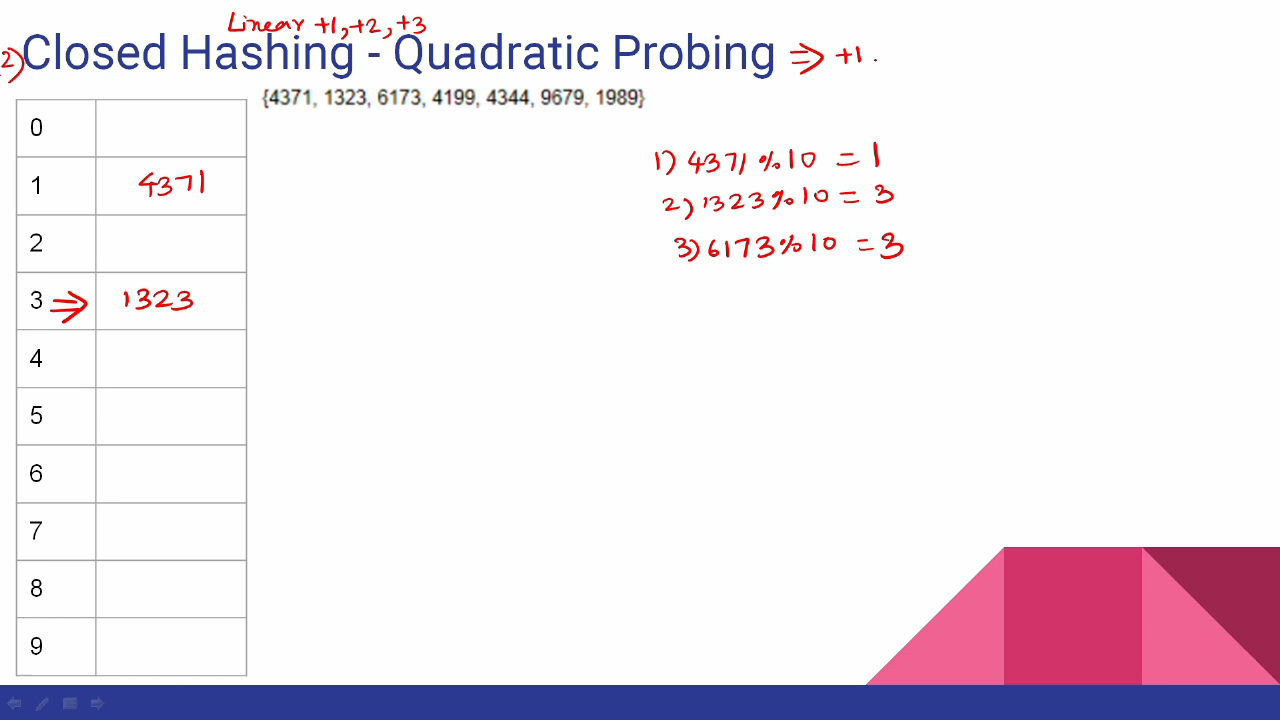 Linear +1, +2, +3
2) Closed Hashing - Quadratic Probing ⇒ +1 .
{4371, 1323, 6173, 4199, 4344, 9679, 1989}
1) 4371 % 10 = 1
2) 1323 % 10 = 3
3) 6173 % 10 = 3
0
1 4371
2
3 ⇒ 1323
4
5
6
7
8
9